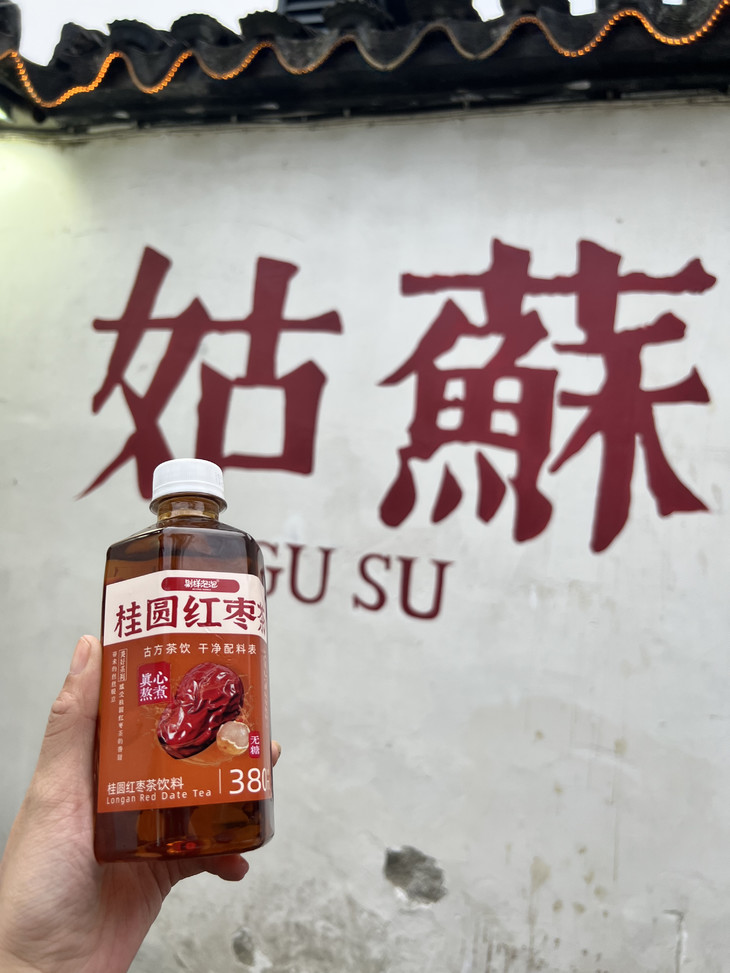 姑蘇
GU SU
桂圆红枣茶
古方茶饮 干净配料表
真心
熬煮
无糖
桂圆红枣茶饮料
Longan Red Date Tea
380